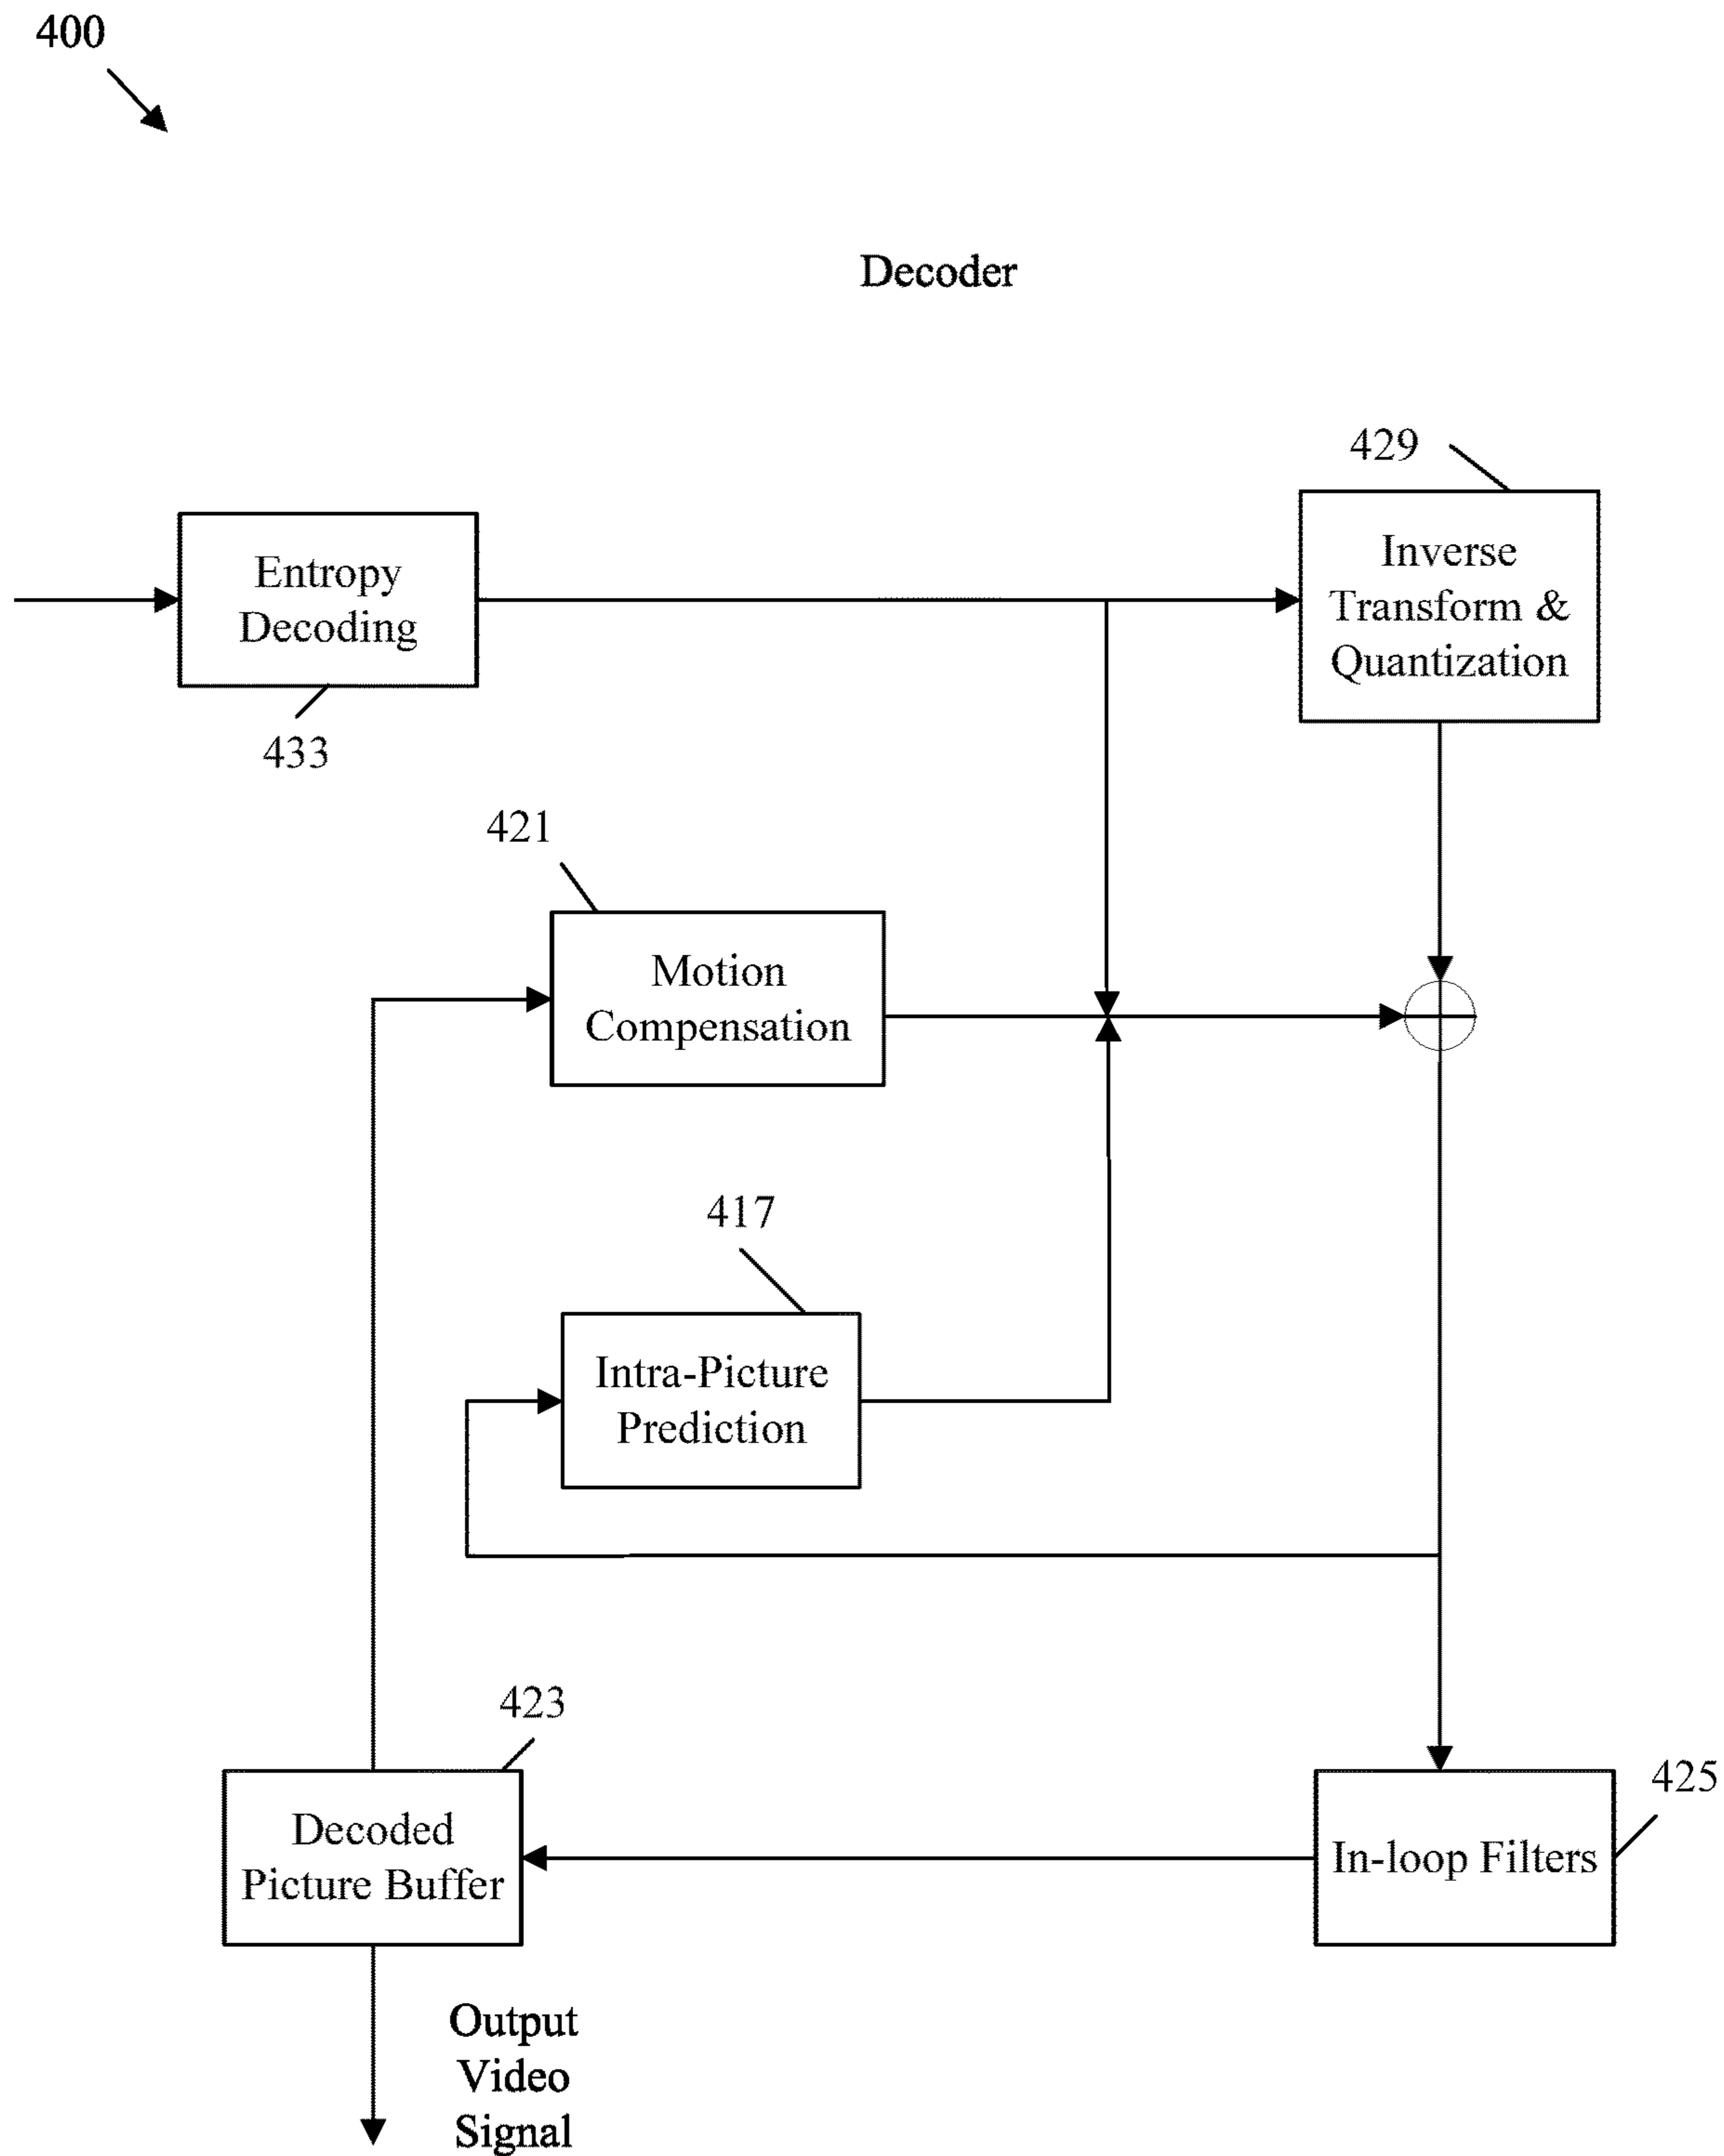 400
Decoder
429
Entropy
Decoding
Inverse
Transform &
Quantization
433
421
Motion
Compensation
417
Intra-Picture
Prediction
423
425
Decoded
Picture Buffer
In-loop Filters
Output
Video
Signal